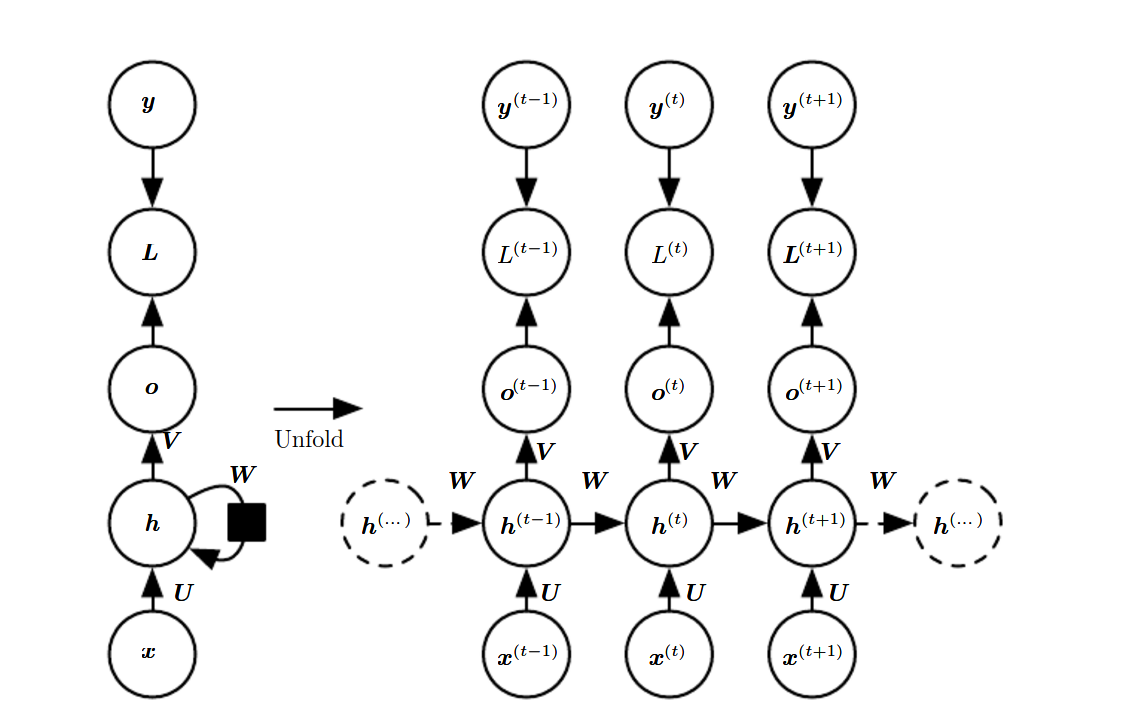 y y^(t−1) y^(t) y^(t+1)
L L^(t−1) L^(t) L^(t+1)
o o^(t−1) o^(t) o^(t+1)
Unfold
V V V V
W W W W W
h h^(...) h^(t−1) h^(t) h^(t+1) h^(...)
U U U U
x x^(t−1) x^(t) x^(t+1)